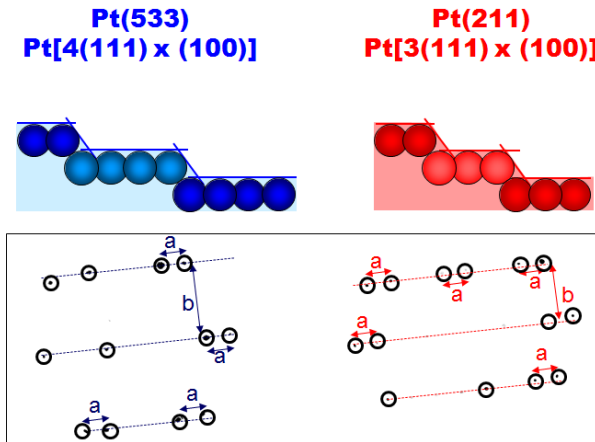 Pt(533)
Pt[4(111) x (100)]
Pt(211)
Pt[3(111) x (100)]
a
b
a
a
a
a
a
a
b
a
a